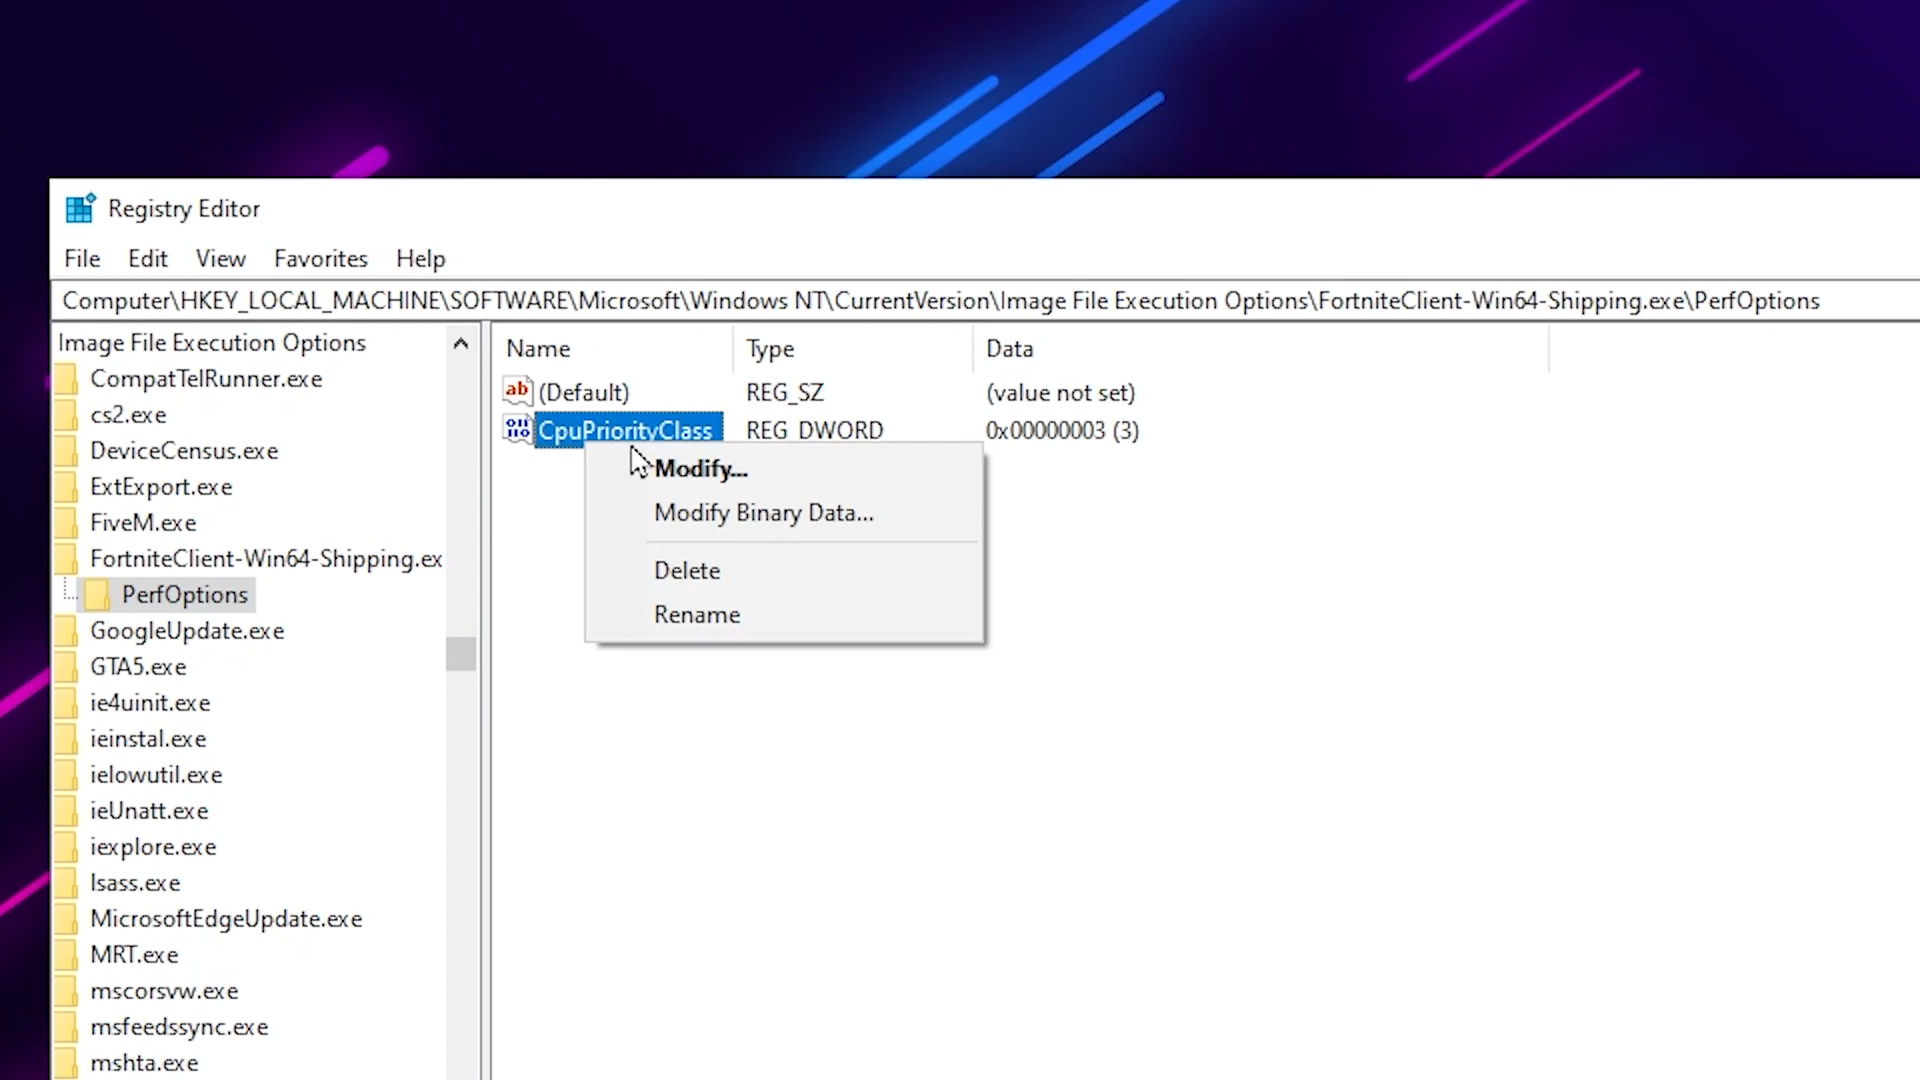 Registry Editor
File Edit View Favorites Help
Computer\HKEY_LOCAL_MACHINE\SOFTWARE\Microsoft\Windows NT\CurrentVersion\Image File Execution Options\FortniteClient-Win64-Shipping.exe\PerfOptions
Image File Execution Options
CompatTelRunner.exe
cs2.exe
DeviceCensus.exe
ExtExport.exe
FiveM.exe
FortniteClient-Win64-Shipping.ex
PerfOptions
GoogleUpdate.exe
GTA5.exe
ie4uinit.exe
ieinstal.exe
ielowutil.exe
ieUnatt.exe
iexplore.exe
lsass.exe
MicrosoftEdgeUpdate.exe
MRT.exe
mscorsvw.exe
msfeedssync.exe
mshta.exe
Name Type Data
ab (Default) REG_SZ (value not set)
CpuPriorityClass REG_DWORD 0x00000003 (3)
Modify...
Modify Binary Data...
Delete
Rename